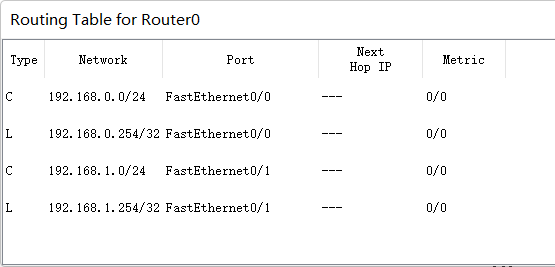 Routing Table for Router0
Type Network Port Next Hop IP Metric
C 192.168.0.0/24 FastEthernet0/0 --- 0/0
L 192.168.0.254/32 FastEthernet0/0 --- 0/0
C 192.168.1.0/24 FastEthernet0/1 --- 0/0
L 192.168.1.254/32 FastEthernet0/1 --- 0/0